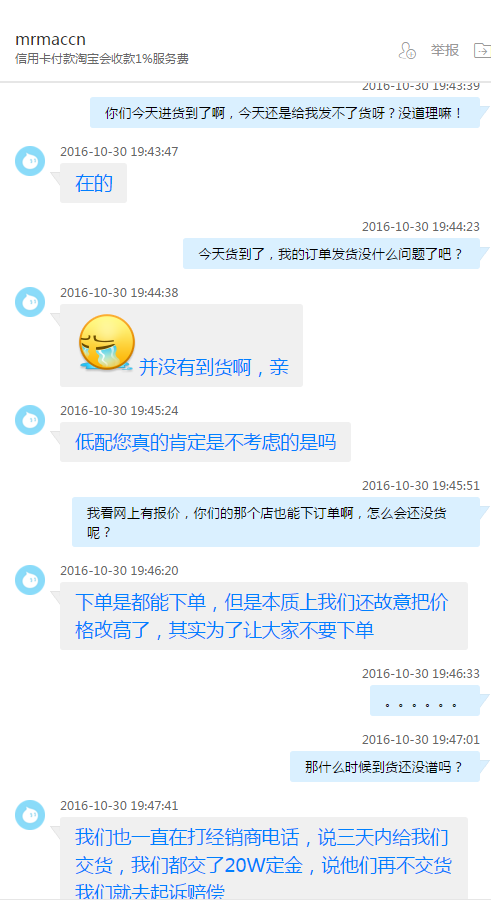 mrmaccn
信用卡付款淘宝会收款1%服务费
举报
2016-10-30 19:43:39
你们今天进货到了啊，今天还是给我发不了货呀？没道理嘛！
2016-10-30 19:43:47
在的
2016-10-30 19:44:23
今天货到了，我的订单发货没什么问题了吧？
2016-10-30 19:44:38
并没有到货啊，亲
2016-10-30 19:45:24
低配您真的肯定是不考虑的是吗
2016-10-30 19:45:51
我看网上有报价，你们的那个店也能下订单啊，怎么会还没货
呢？
2016-10-30 19:46:20
下单是都能下单，但是本质上我们还故意把价
格改高了，其实为了让大家不要下单
2016-10-30 19:46:33
。。。。。。
2016-10-30 19:47:01
那什么时候到货还没谱吗？
2016-10-30 19:47:41
我们也一直在打经销商电话，说三天内给我们
交货，我们都交了20W定金，说他们再不交货
我们就去起诉赔偿